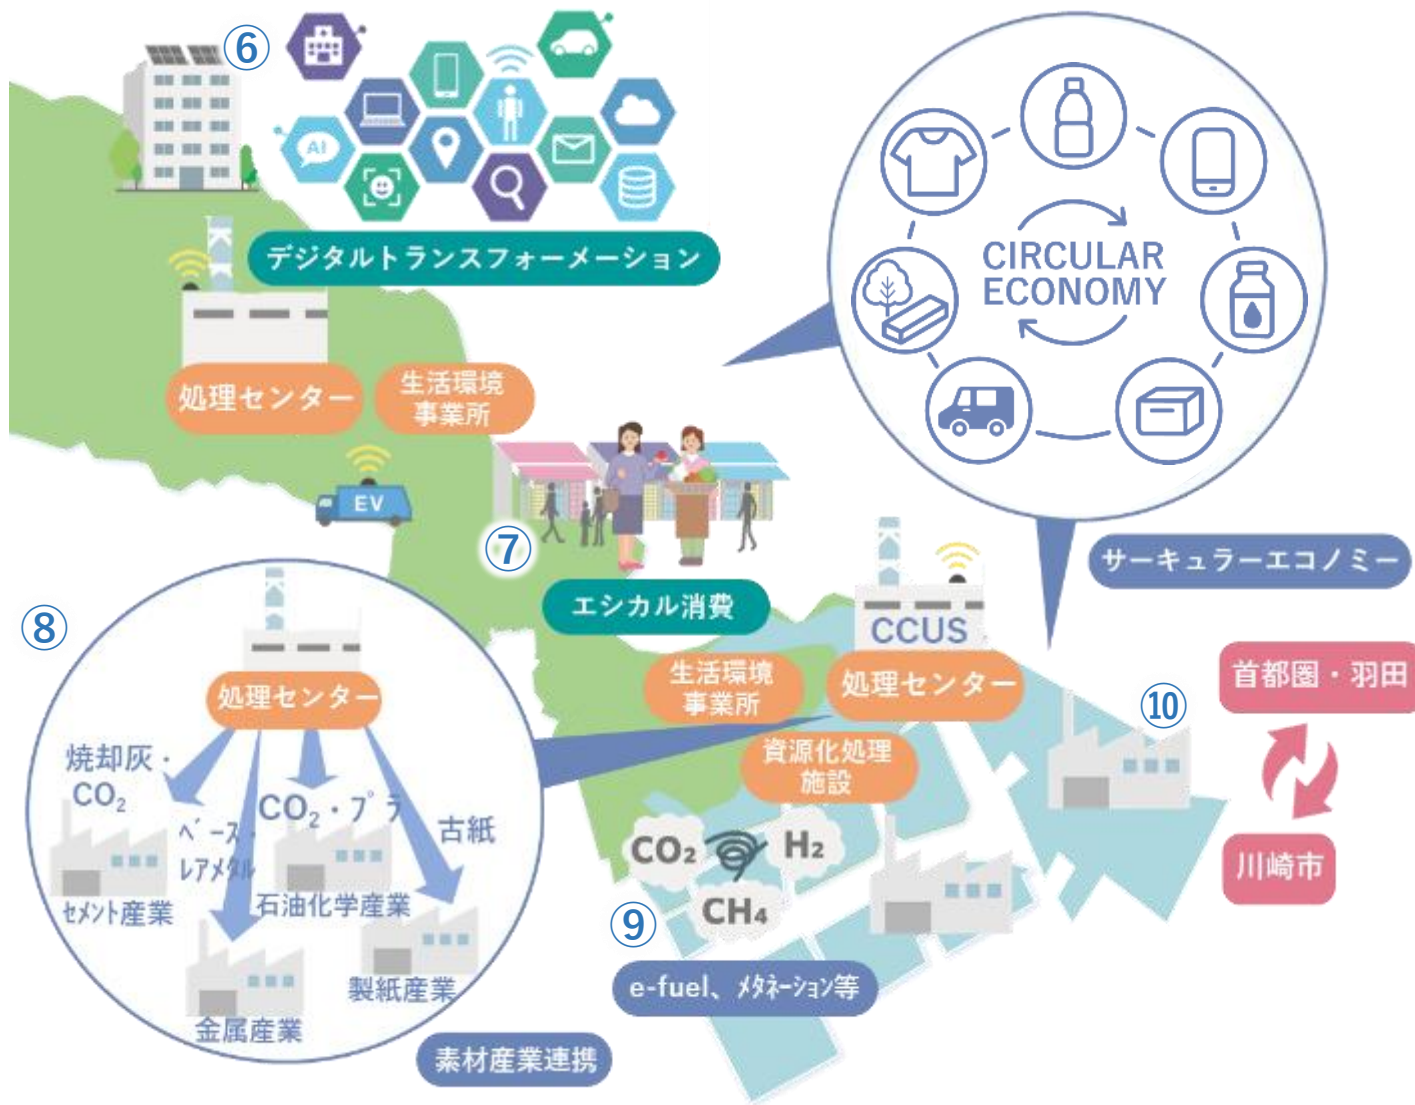 ⑥
AI
デジタルトランスフォーメーション
CIRCULAR
ECONOMY
処理センター
生活環境
事業所
EV
⑦
エシカル消費
サーキュラーエコノミー
CCUS
生活環境
事業所
処理センター
資源化処理
施設
⑧
処理センター
焼却灰・
CO₂
セメント産業
ベース・
レアメタル
金属産業
CO₂・プラ
石油化学産業
古紙
製紙産業
素材産業連携
CO₂
H₂
CH₄
⑨
e-fuel、メタネーション等
⑩
首都圏・羽田
川崎市